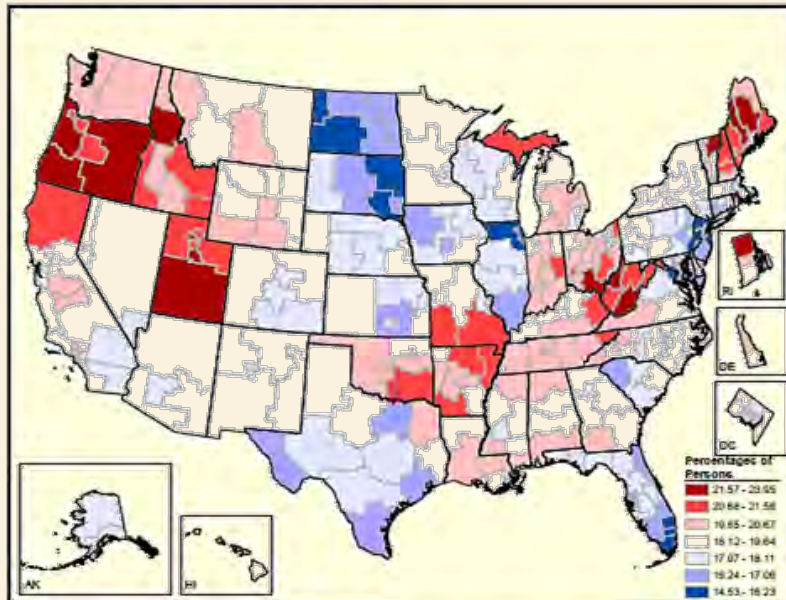 RI
DE
DC
AK
HI
Percentages of
Persons
21.57 - 23.95
20.68 - 21.56
19.65 - 20.67
18.12 - 19.64
17.07 - 18.11
16.24 - 17.06
14.53 - 16.23